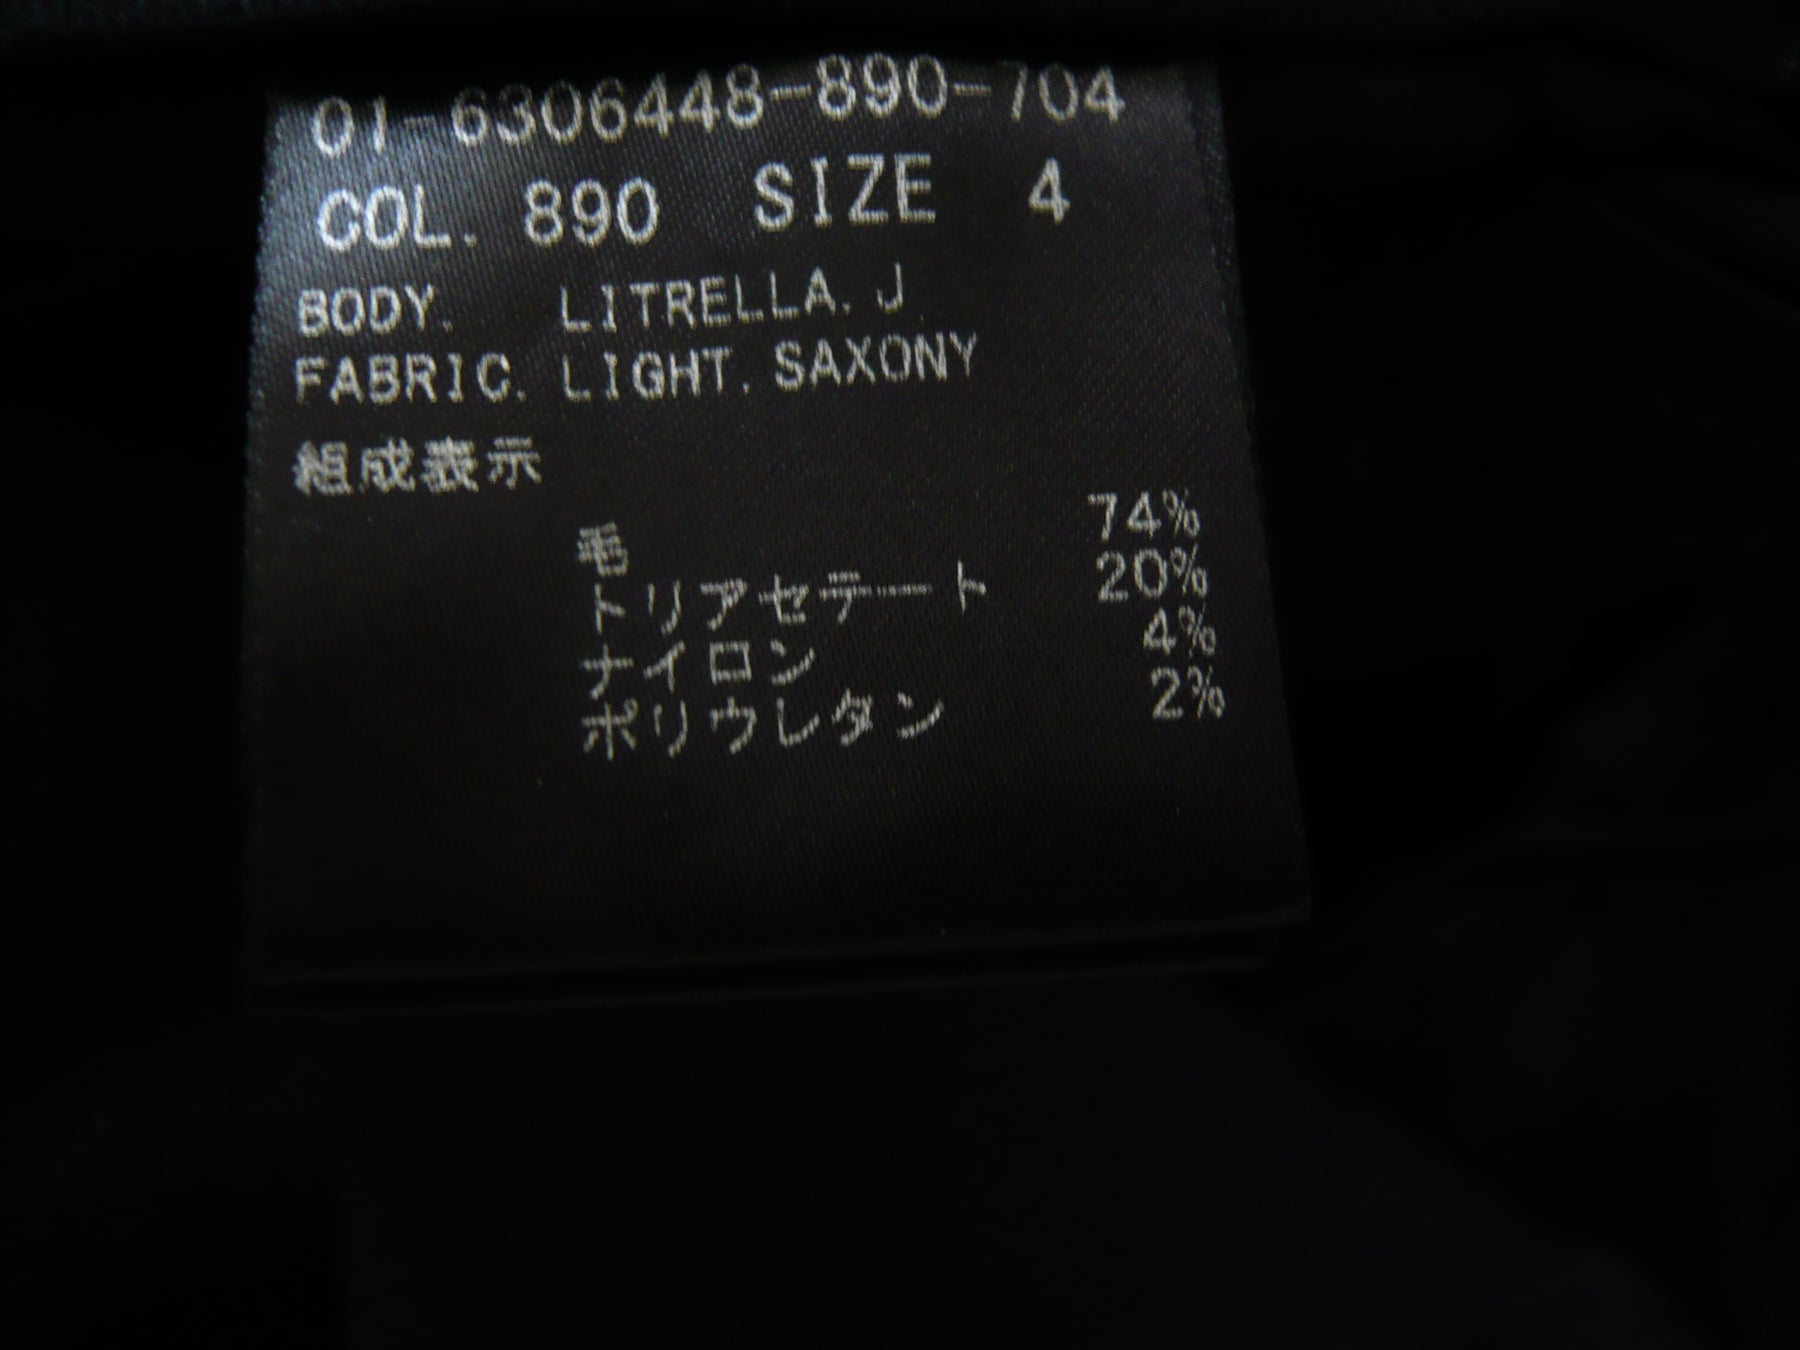 01-6306448-890-704
COL. 890 SIZE 4
BODY. LITRELLA.J
FABRIC. LIGHT.SAXONY
組成表示
毛 74%
トリアセテート 20%
ナイロン 4%
ポリウレタン 2%